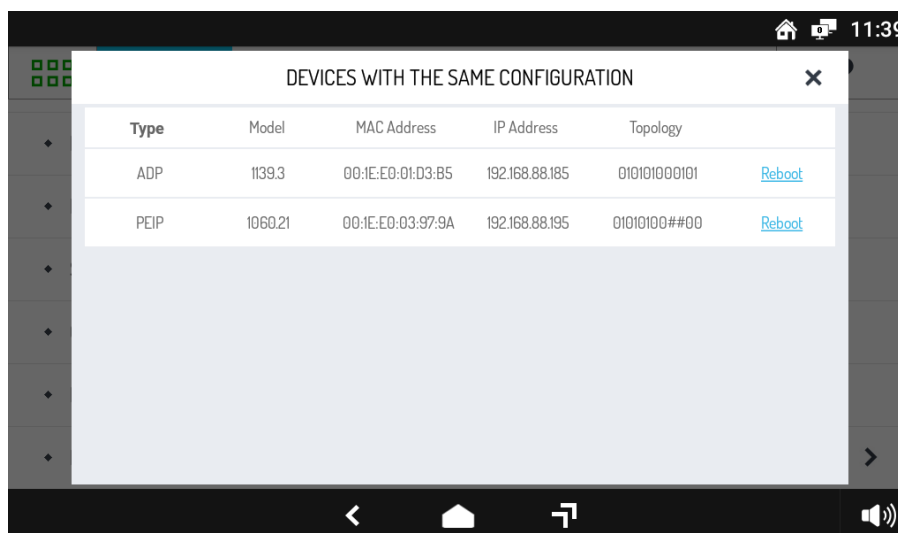 11:39
DEVICES WITH THE SAME CONFIGURATION
Type Model MAC Address IP Address Topology
ADP 1139.3 00:1E:E0:01:D3:B5 192.168.88.185 010101000101 Reboot
PEIP 1060.21 00:1E:E0:03:97:9A 192.168.88.195 01010100##00 Reboot